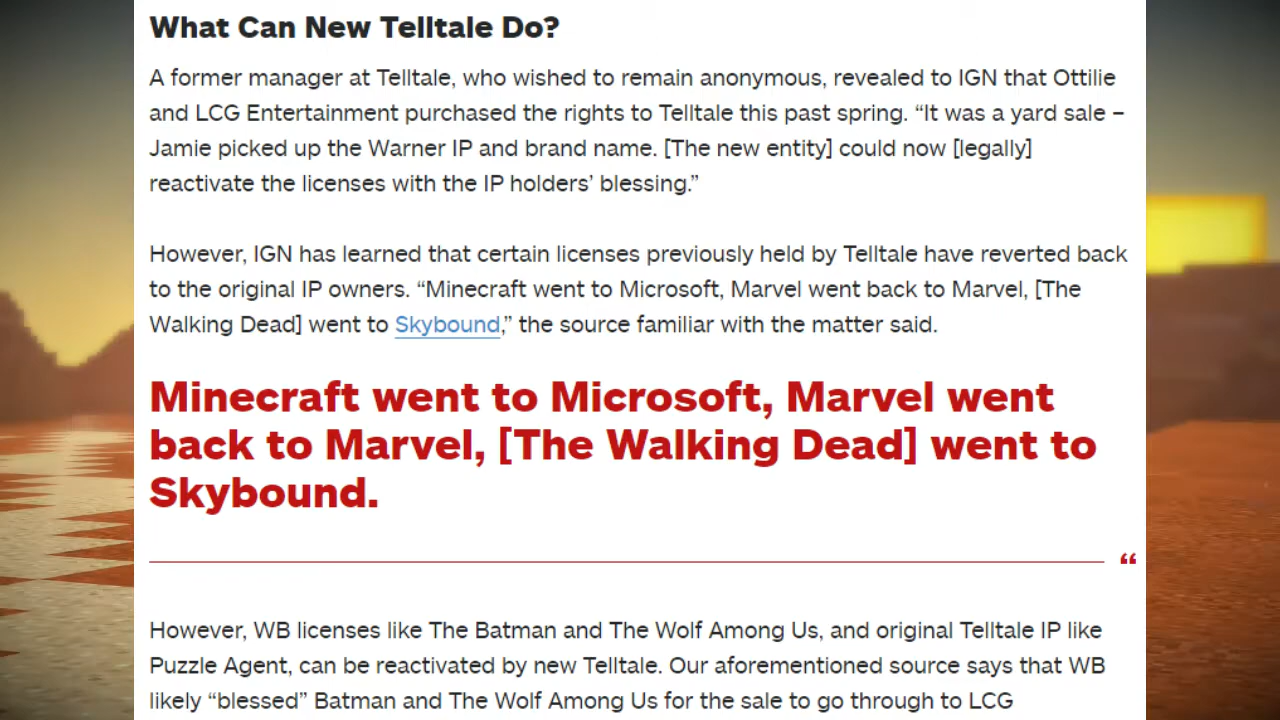 What Can New Telltale Do?
A former manager at Telltale, who wished to remain anonymous, revealed to IGN that Ottilie
and LCG Entertainment purchased the rights to Telltale this past spring. “It was a yard sale –
Jamie picked up the Warner IP and brand name. [The new entity] could now [legally]
reactivate the licenses with the IP holders’ blessing.”
However, IGN has learned that certain licenses previously held by Telltale have reverted back
to the original IP owners. “Minecraft went to Microsoft, Marvel went back to Marvel, [The
Walking Dead] went to Skybound,” the source familiar with the matter said.
Minecraft went to Microsoft, Marvel went
back to Marvel, [The Walking Dead] went to
Skybound.
“
However, WB licenses like The Batman and The Wolf Among Us, and original Telltale IP like
Puzzle Agent, can be reactivated by new Telltale. Our aforementioned source says that WB
likely “blessed” Batman and The Wolf Among Us for the sale to go through to LCG